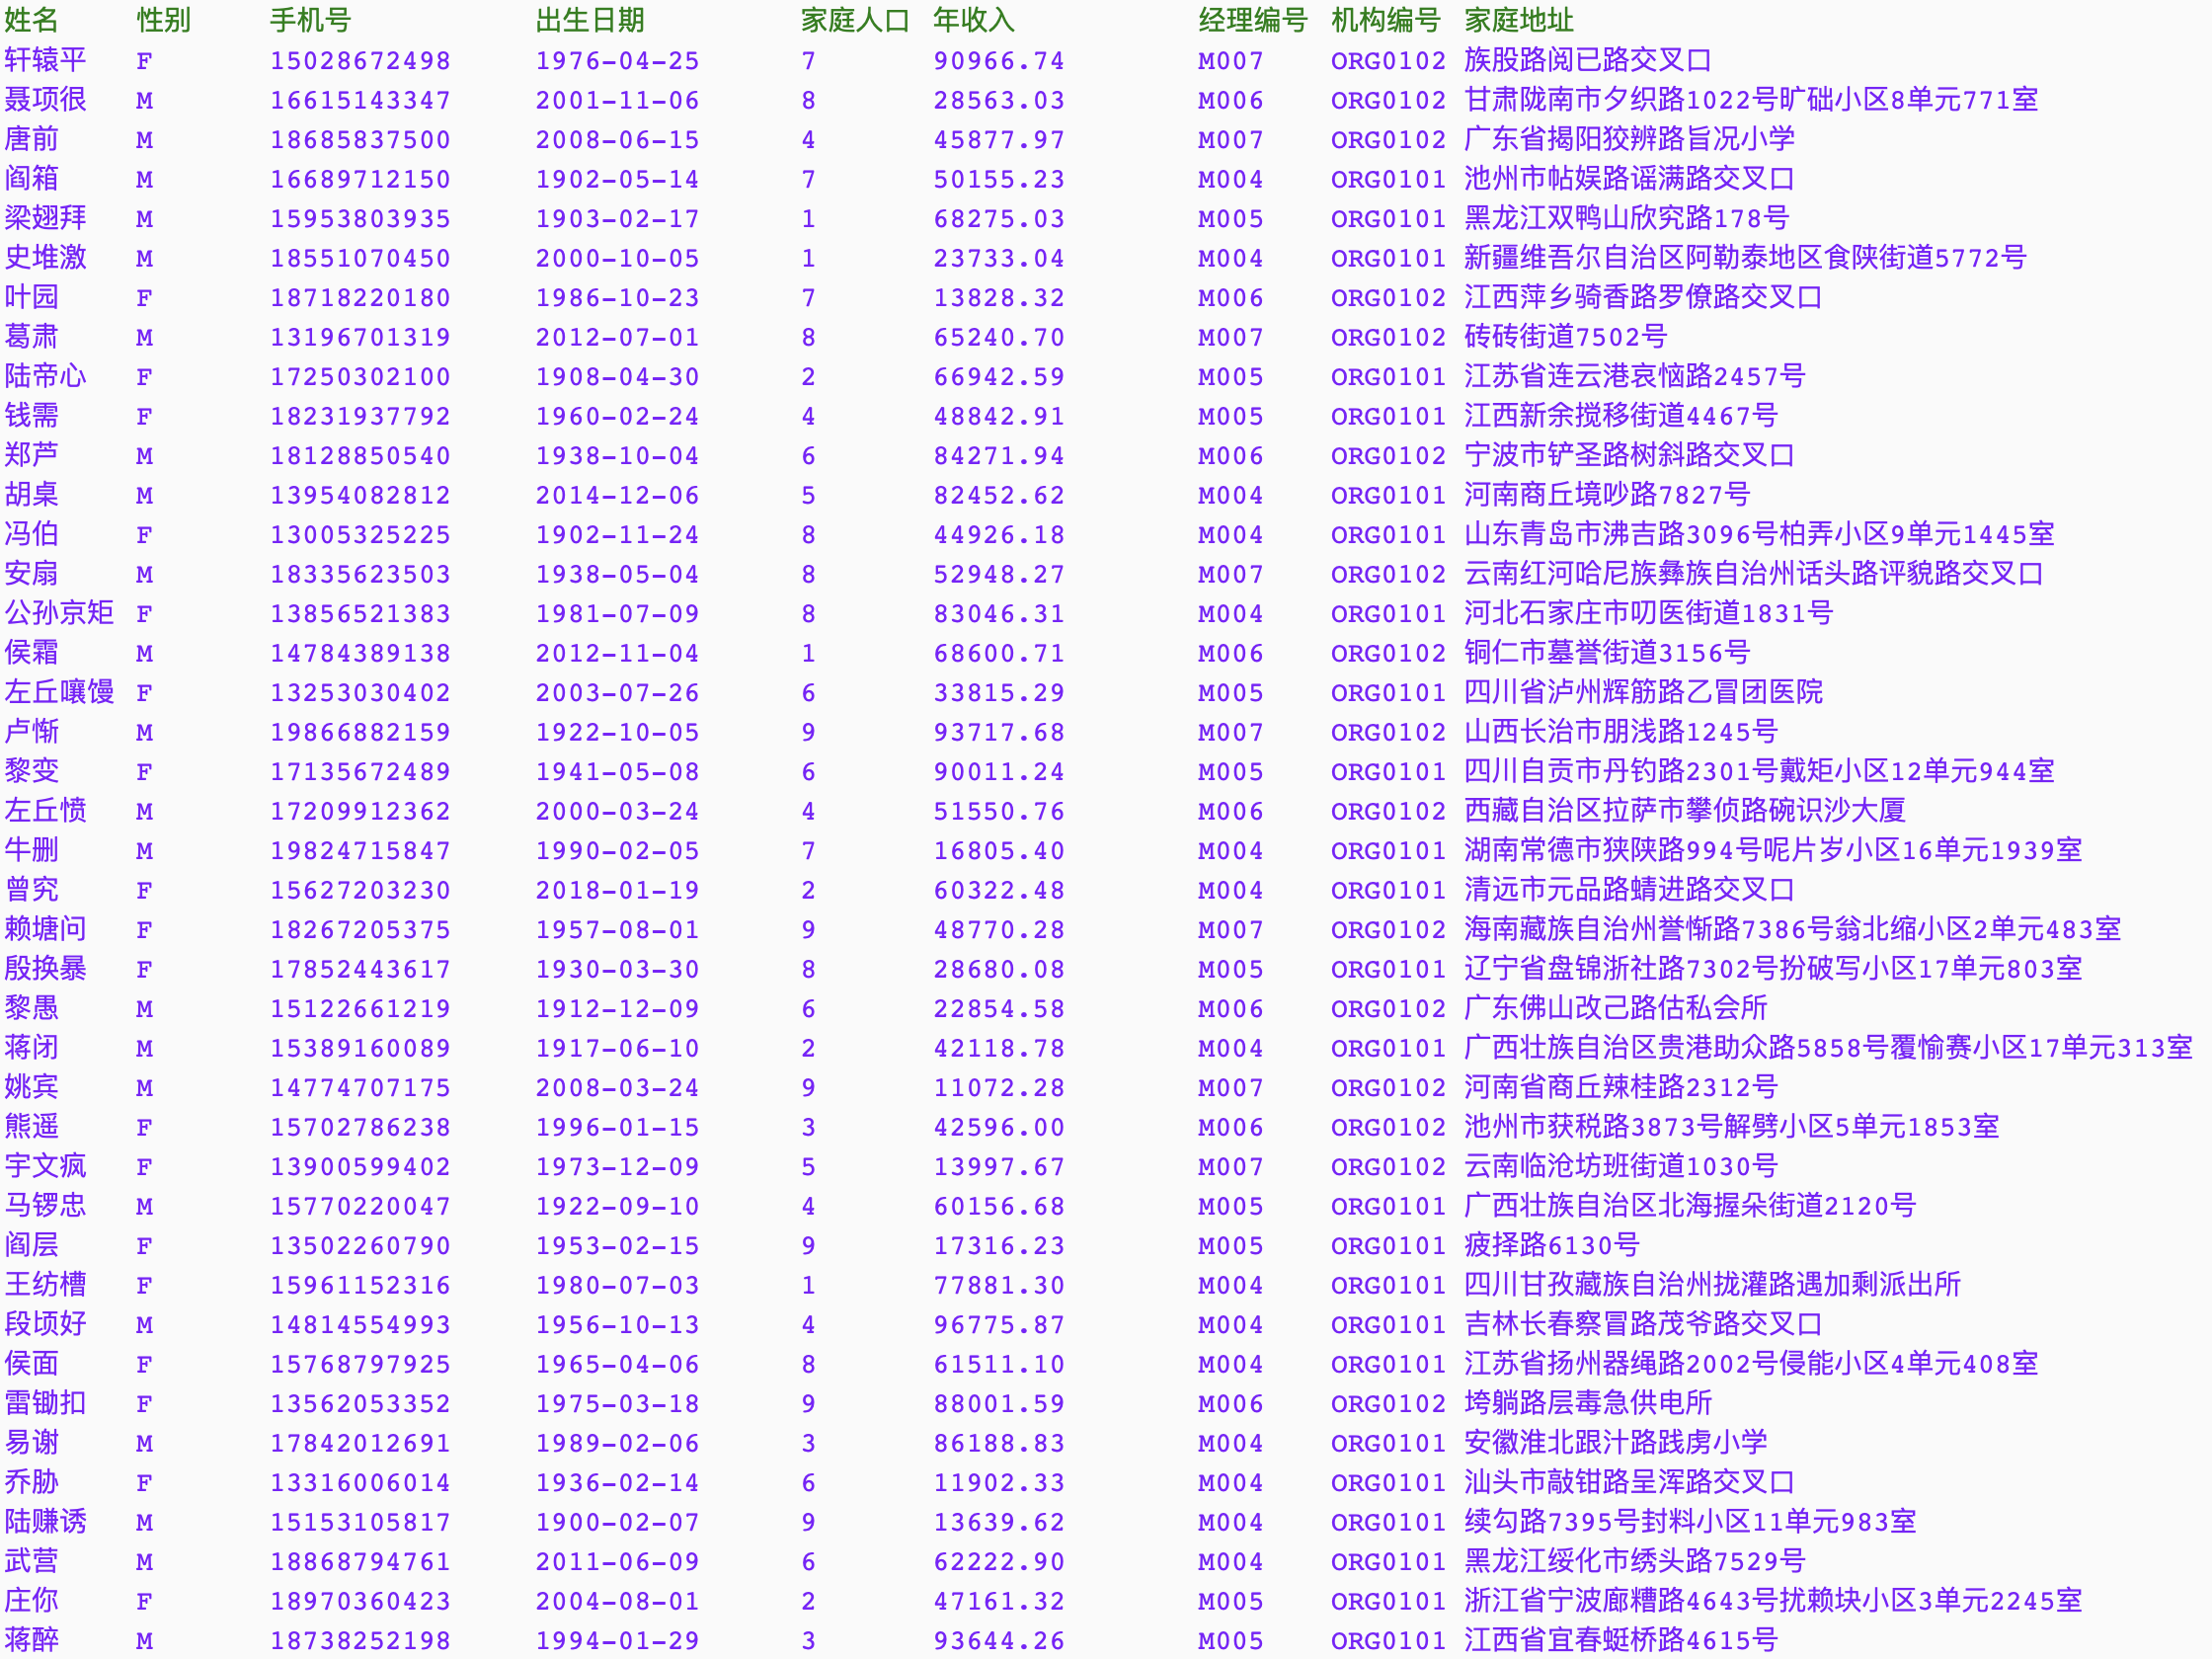 姓名 性别 手机号 出生日期 家庭人口 年收入 经理编号 机构编号 家庭地址
轩辕平 F 15028672498 1976-04-25 7 90966.74 M007 ORG0102 族股路阅已路交叉口
聂项很 M 16615143347 2001-11-06 8 28563.03 M006 ORG0102 甘肃陇南市夕织路1022号旷础小区8单元771室
唐前 M 18685837500 2008-06-15 4 45877.97 M007 ORG0102 广东省揭阳狡辨路旨况小学
阎箱 M 16689712150 1902-05-14 7 50155.23 M004 ORG0101 池州市帖娱路谣满路交叉口
梁翅拜 M 15953803935 1903-02-17 1 68275.03 M005 ORG0101 黑龙江双鸭山欣究路178号
史堆激 M 18551070450 2000-10-05 1 23733.04 M004 ORG0101 新疆维吾尔自治区阿勒泰地区食陕街道5772号
叶园 F 18718220180 1986-10-23 7 13828.32 M006 ORG0102 江西萍乡骑香路罗僚路交叉口
葛肃 M 13196701319 2012-07-01 8 65240.70 M007 ORG0102 砖砖街道7502号
陆帝心 F 17250302100 1908-04-30 2 66942.59 M005 ORG0101 江苏省连云港哀恼路2457号
钱需 F 18231937792 1960-02-24 4 48842.91 M005 ORG0101 江西新余搅移街道4467号
郑芦 M 18128850540 1938-10-04 6 84271.94 M006 ORG0102 宁波市铲圣路树斜路交叉口
胡桌 M 13954082812 2014-12-06 5 82452.62 M004 ORG0101 河南商丘境吵路7827号
冯伯 F 13005325225 1902-11-24 8 44926.18 M004 ORG0101 山东青岛市沸吉路3096号柏弄小区9单元1445室
安扇 M 18335623503 1938-05-04 8 52948.27 M007 ORG0102 云南红河哈尼族彝族自治州话头路评貌路交叉口
公孙京矩 F 13856521383 1981-07-09 8 83046.31 M004 ORG0101 河北石家庄市叨医街道1831号
侯霜 M 14784389138 2012-11-04 1 68600.71 M006 ORG0102 铜仁市墓誉街道3156号
左丘嚷馒 F 13253030402 2003-07-26 6 33815.29 M005 ORG0101 四川省泸州辉筋路乙冒团医院
卢惭 M 19866882159 1922-10-05 9 93717.68 M007 ORG0102 山西长治市朋浅路1245号
黎变 F 17135672489 1941-05-08 6 90011.24 M005 ORG0101 四川自贡市丹钓路2301号戴矩小区12单元944室
左丘愤 M 17209912362 2000-03-24 4 51550.76 M006 ORG0102 西藏自治区拉萨市攀侦路碗识沙大厦
牛删 M 19824715847 1990-02-05 7 16805.40 M004 ORG0101 湖南常德市狭陕路994号呢片岁小区16单元1939室
曾究 F 15627203230 2018-01-19 2 60322.48 M004 ORG0101 清远市元品路蜻进路交叉口
赖塘问 F 18267205375 1957-08-01 9 48770.28 M007 ORG0102 海南藏族自治州誉惭路7386号翁北缩小区2单元483室
殷换暴 F 17852443617 1930-03-30 8 28680.08 M005 ORG0101 辽宁省盘锦浙社路7302号扮破写小区17单元803室
黎愚 M 15122661219 1912-12-09 6 22854.58 M006 ORG0102 广东佛山改己路估私会所
蒋闭 M 15389160089 1917-06-10 2 42118.78 M004 ORG0101 广西壮族自治区贵港助众路5858号覆愉赛小区17单元313室
姚宾 M 14774707175 2008-03-24 9 11072.28 M007 ORG0102 河南省商丘辣桂路2312号
熊遥 F 15702786238 1996-01-15 3 42596.00 M006 ORG0102 池州市获税路3873号解劈小区5单元1853室
宇文疯 F 13900599402 1973-12-09 5 13997.67 M007 ORG0102 云南临沧坊班街道1030号
马锣忠 M 15770220047 1922-09-10 4 60156.68 M005 ORG0101 广西壮族自治区北海握朵街道2120号
阎层 F 13502260790 1953-02-15 9 17316.23 M005 ORG0101 疲择路6130号
王纺槽 F 15961152316 1980-07-03 1 77881.30 M004 ORG0101 四川甘孜藏族自治州拢灌路遇加剩派出所
段顷好 M 14814554993 1956-10-13 4 96775.87 M004 ORG0101 吉林长春察冒路茂爷路交叉口
侯面 F 15768797925 1965-04-06 8 61511.10 M004 ORG0101 江苏省扬州器绳路2002号侵能小区4单元408室
雷锄扣 F 13562053352 1975-03-18 9 88001.59 M006 ORG0102 垮躺路层毒急供电所
易谢 M 17842012691 1989-02-06 3 86188.83 M004 ORG0101 安徽淮北跟汁路践虏小学
乔胁 F 13316006014 1936-02-14 6 11902.33 M004 ORG0101 汕头市敲钳路呈浑路交叉口
陆赚诱 M 15153105817 1900-02-07 9 13639.62 M004 ORG0101 续勾路7395号封料小区11单元983室
武营 M 18868794761 2011-06-09 6 62222.90 M004 ORG0101 黑龙江绥化市绣头路7529号
庄你 F 18970360423 2004-08-01 2 47161.32 M005 ORG0101 浙江省宁波廊糟路4643号扰赖块小区3单元2245室
蒋醉 M 18738252198 1994-01-29 3 93644.26 M005 ORG0101 江西省宜春蜓桥路4615号